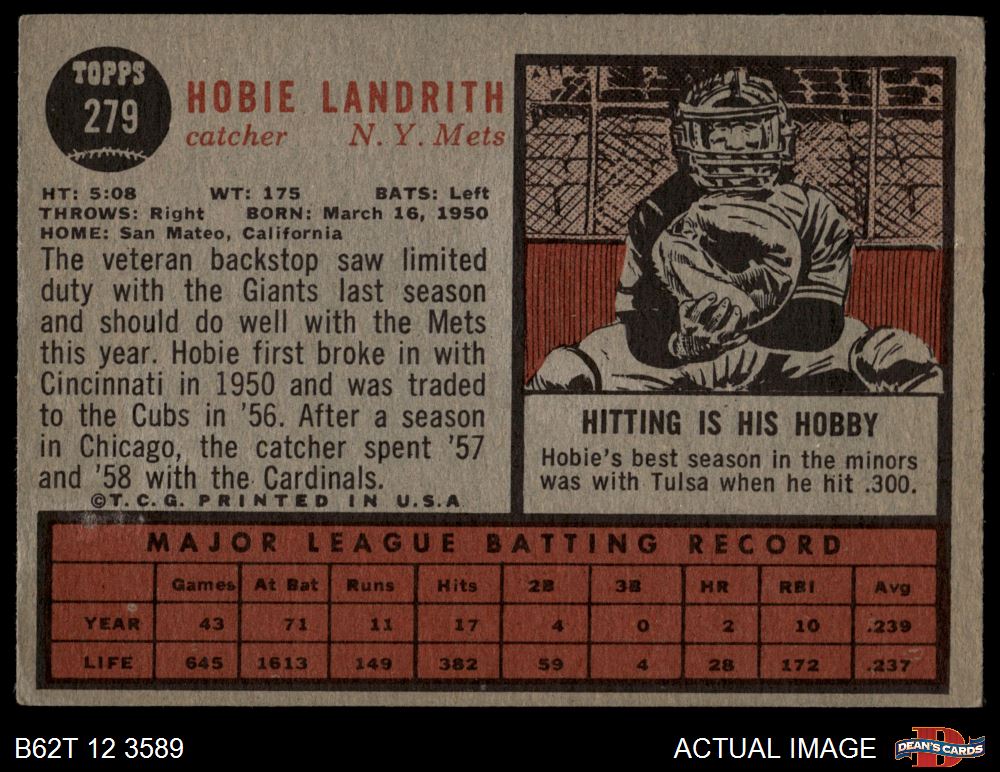 TOPPS
279
HOBIE LANDRITH
catcher N. Y. Mets
HT: 5:08 WT: 175 BATS: Left
THROWS: Right BORN: March 16, 1950
HOME: San Mateo, California
The veteran backstop saw limited
duty with the Giants last season
and should do well with the Mets
this year. Hobie first broke in with
Cincinnati in 1950 and was traded
to the Cubs in '56. After a season
in Chicago, the catcher spent '57
and '58 with the Cardinals.
©T.C.G. PRINTED IN U.S.A
HITTING IS HIS HOBBY
Hobie's best season in the minors
was with Tulsa when he hit .300.
MAJOR LEAGUE BATTING RECORD
Games At Bat Runs Hits 2B 3B HR RBI Avg
YEAR 43 71 11 17 4 0 2 10 .239
LIFE 645 1613 149 382 59 4 28 172 .237
B62T 12 3589
ACTUAL IMAGE
DEAN'S CARDS